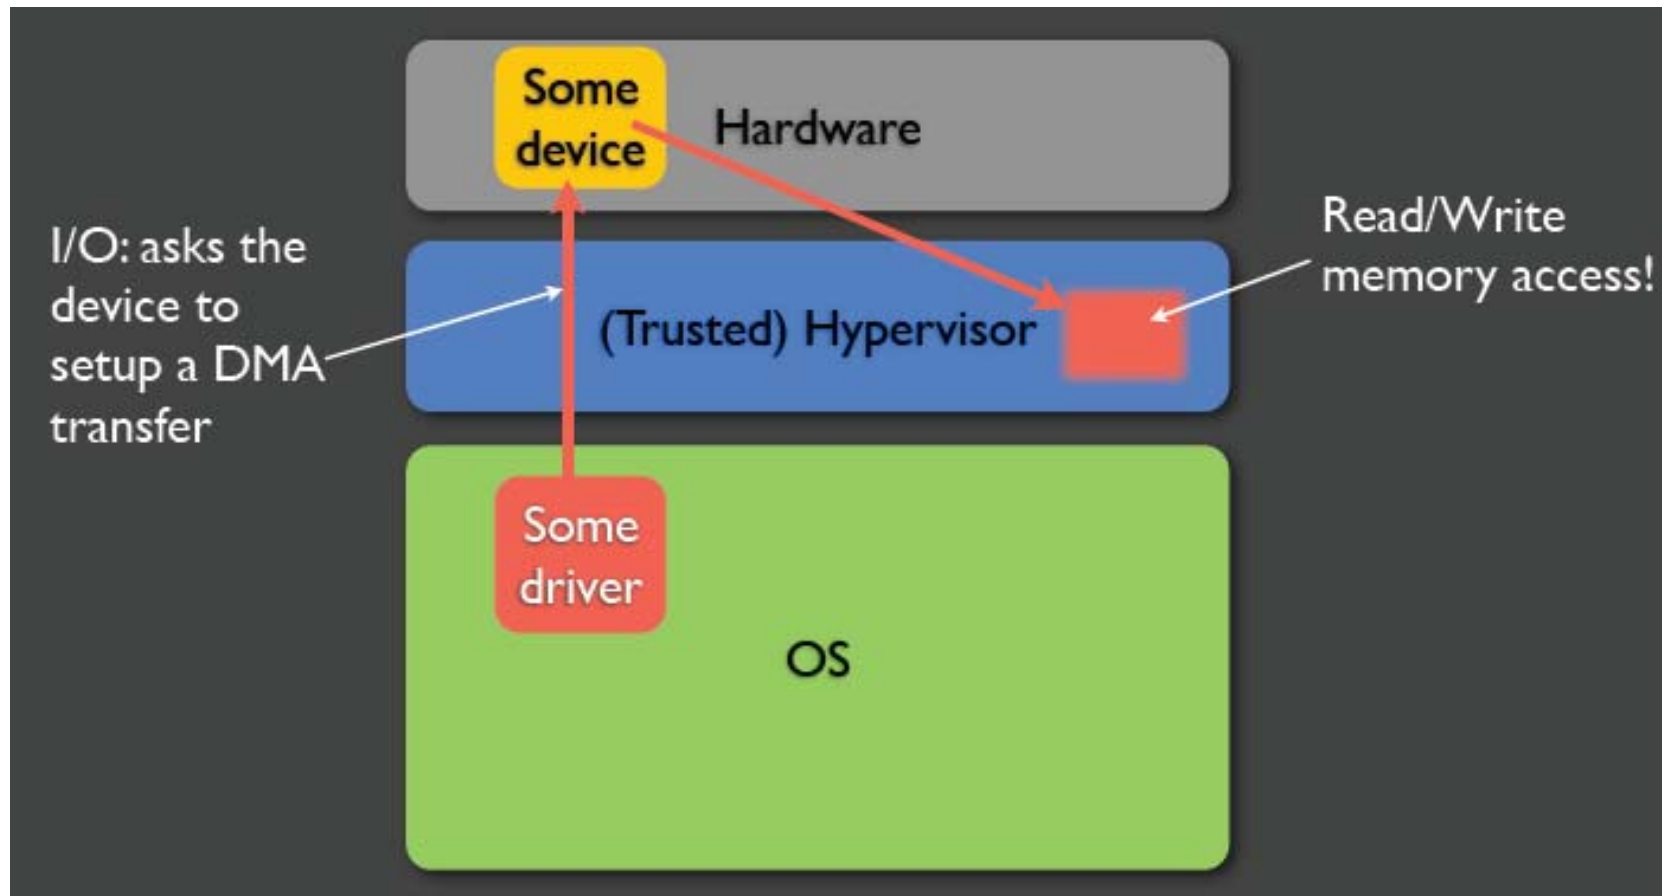 Some
device
Hardware
I/O: asks the
device to
setup a DMA
transfer
(Trusted) Hypervisor
Read/Write
memory access!
Some
driver
OS